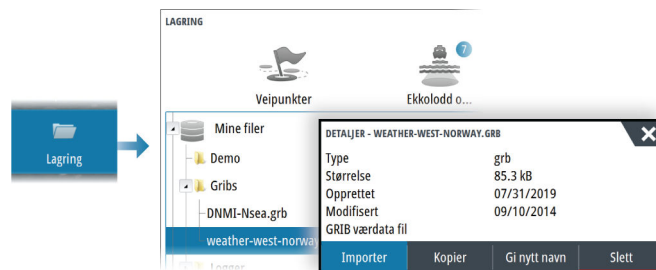 LAGRING
7
Veipunkter
Ekkolodd o...
Lagring
Mine filer
Demo
Gribs
DNMI-Nsea.grb
weather-west-norway
Logger
DETALJER - WEATHER-WEST-NORWAY.GRB
Type grb
Størrelse 85.3 kB
Opprettet 07/31/2019
Modifisert 09/10/2014
GRIB værdata fil
Importer Kopier Gi nytt navn Slett